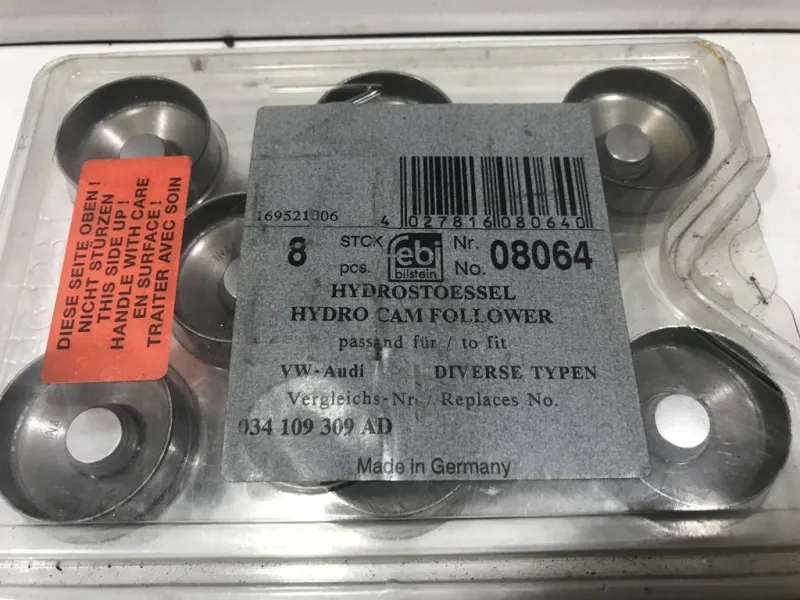 DIESE SEITE OBEN !
NICHT STÜRZEN
THIS SIDE UP !
HANDLE WITH CARE
EN SURFACE !
TRAITER AVEC SOIN
169521006
4 027816 080640
8 STCK pcs.
febi
bilstein
Nr. No. 08064
HYDROSTOESSEL
HYDRO CAM FOLLOWER
passend für / to fit
VW-Audi DIVERSE TYPEN
Vergleichs-Nr. / Replaces No.
034 109 309 AD
Made in Germany
INA